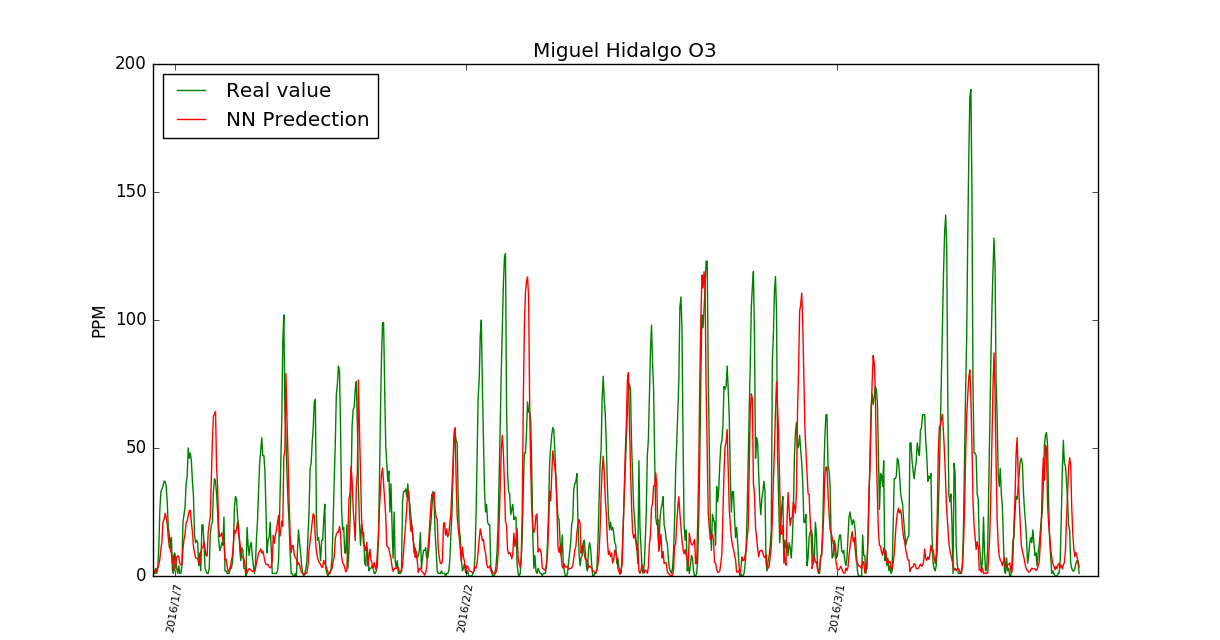 Miguel Hidalgo O3
200
150
100
50
0
PPM
Real value
NN Predection
2016/1/7
2016/2/2
2016/3/1